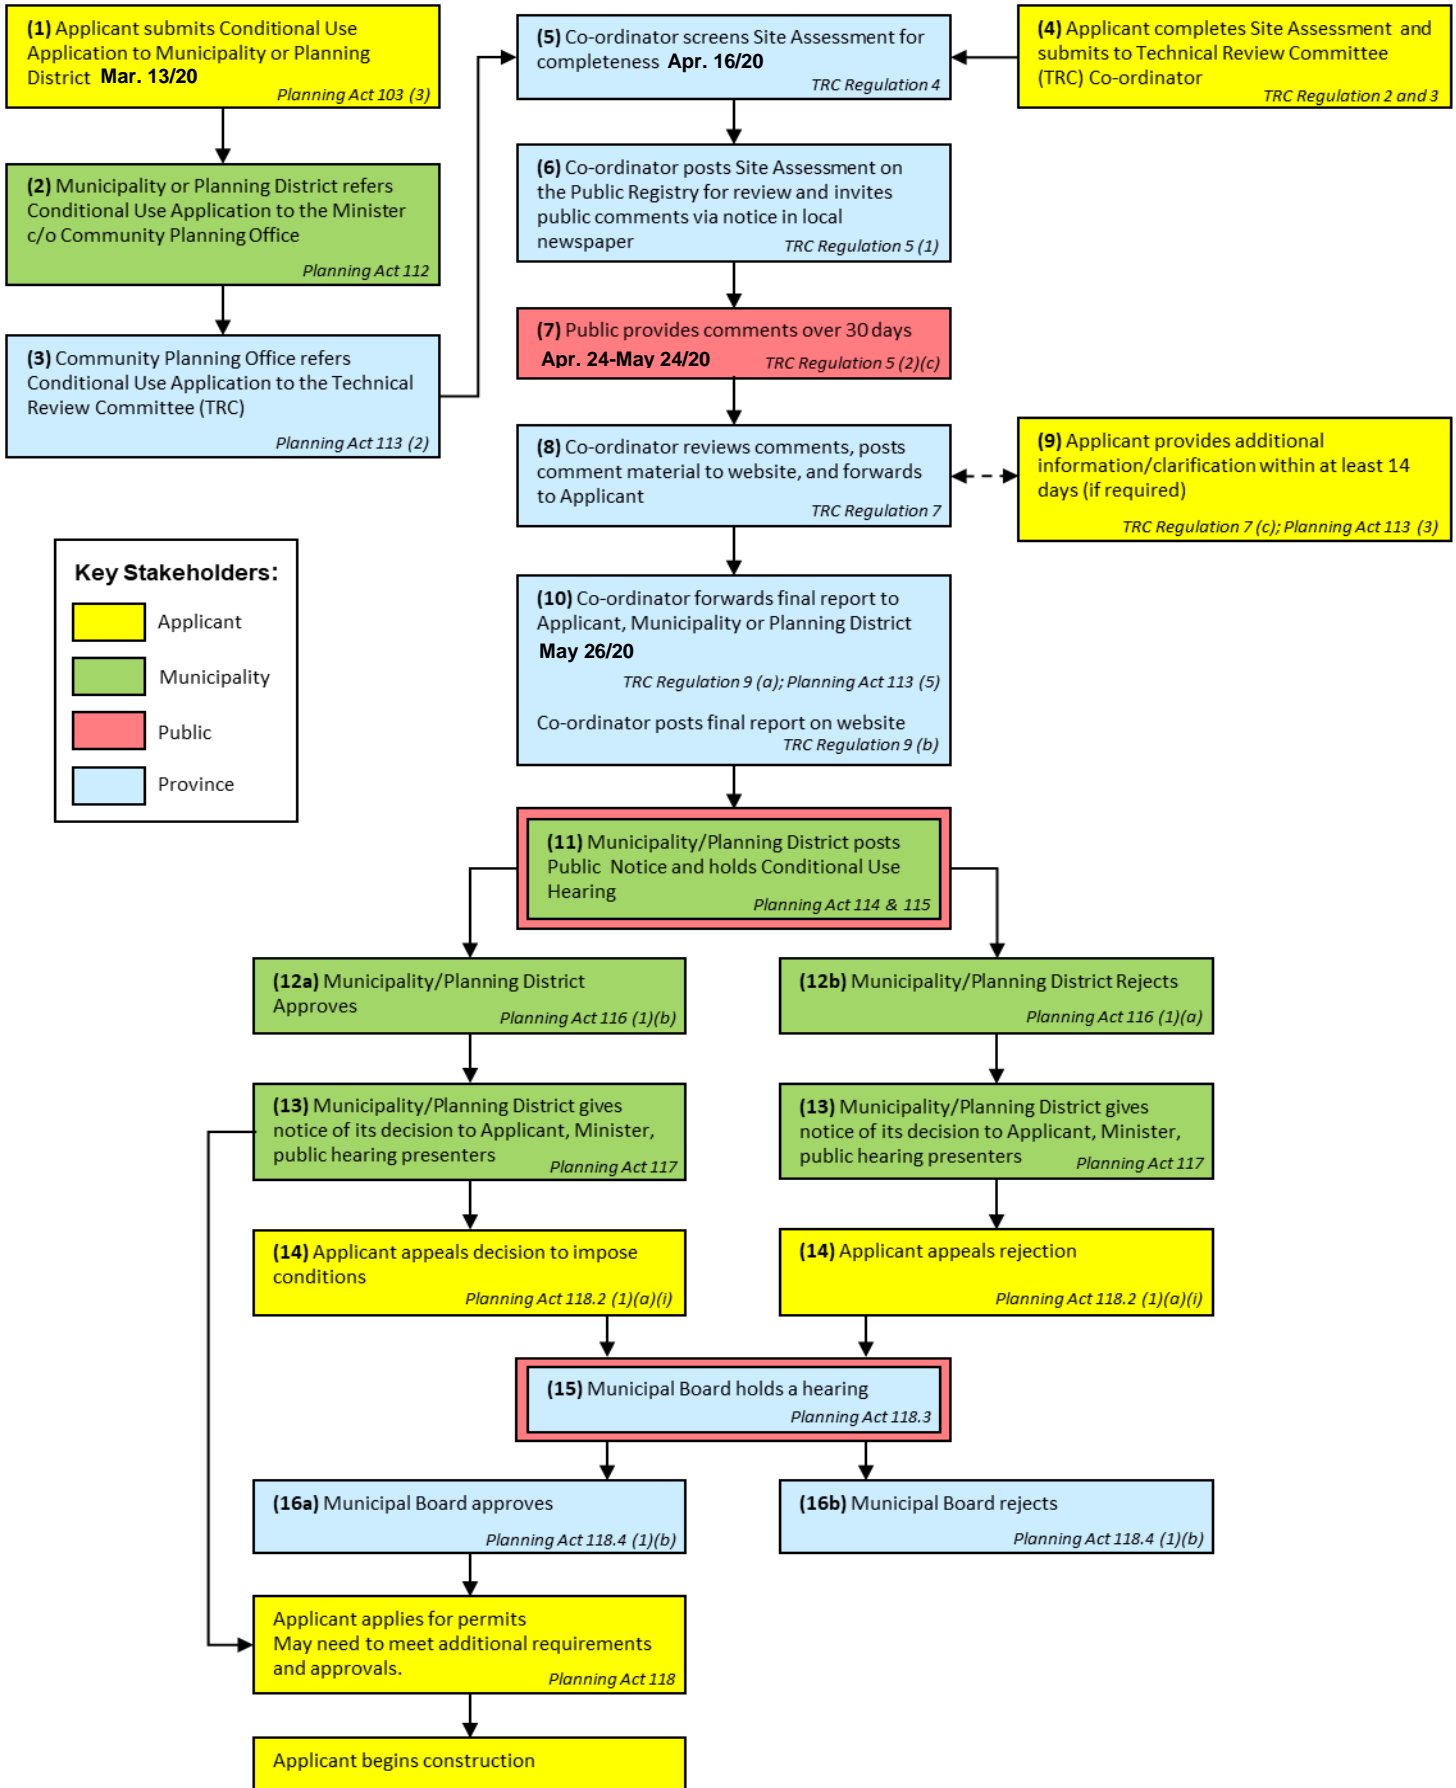 (1) Applicant submits Conditional Use
Application to Municipality or Planning
District Mar. 13/20
Planning Act 103 (3)
(2) Municipality or Planning District refers
Conditional Use Application to the Minister
c/o Community Planning Office
Planning Act 112
(3) Community Planning Office refers
Conditional Use Application to the Technical
Review Committee (TRC)
Planning Act 113 (2)
(4) Applicant completes Site Assessment and
submits to Technical Review Committee
(TRC) Co-ordinator
TRC Regulation 2 and 3
(5) Co-ordinator screens Site Assessment for
completeness Apr. 16/20
TRC Regulation 4
(6) Co-ordinator posts Site Assessment on
the Public Registry for review and invites
public comments via notice in local
newspaper
TRC Regulation 5 (1)
(7) Public provides comments over 30 days
Apr. 24-May 24/20 TRC Regulation 5 (2)(c)
(8) Co-ordinator reviews comments, posts
comment material to website, and forwards
to Applicant
TRC Regulation 7
(9) Applicant provides additional
information/clarification within at least 14
days (if required)
TRC Regulation 7 (c); Planning Act 113 (3)
Key Stakeholders:
Applicant
Municipality
Public
Province
(10) Co-ordinator forwards final report to
Applicant, Municipality or Planning District
May 26/20
TRC Regulation 9 (a); Planning Act 113 (5)
Co-ordinator posts final report on website
TRC Regulation 9 (b)
(11) Municipality/Planning District posts
Public Notice and holds Conditional Use
Hearing
Planning Act 114 & 115
(12a) Municipality/Planning District
Approves
Planning Act 116 (1)(b)
(12b) Municipality/Planning District Rejects
Planning Act 116 (1)(a)
(13) Municipality/Planning District gives
notice of its decision to Applicant, Minister,
public hearing presenters
Planning Act 117
(13) Municipality/Planning District gives
notice of its decision to Applicant, Minister,
public hearing presenters
Planning Act 117
(14) Applicant appeals decision to impose
conditions
Planning Act 118.2 (1)(a)(i)
(14) Applicant appeals rejection
Planning Act 118.2 (1)(a)(i)
(15) Municipal Board holds a hearing
Planning Act 118.3
(16a) Municipal Board approves
Planning Act 118.4 (1)(b)
(16b) Municipal Board rejects
Planning Act 118.4 (1)(b)
Applicant applies for permits
May need to meet additional requirements
and approvals.
Planning Act 118
Applicant begins construction